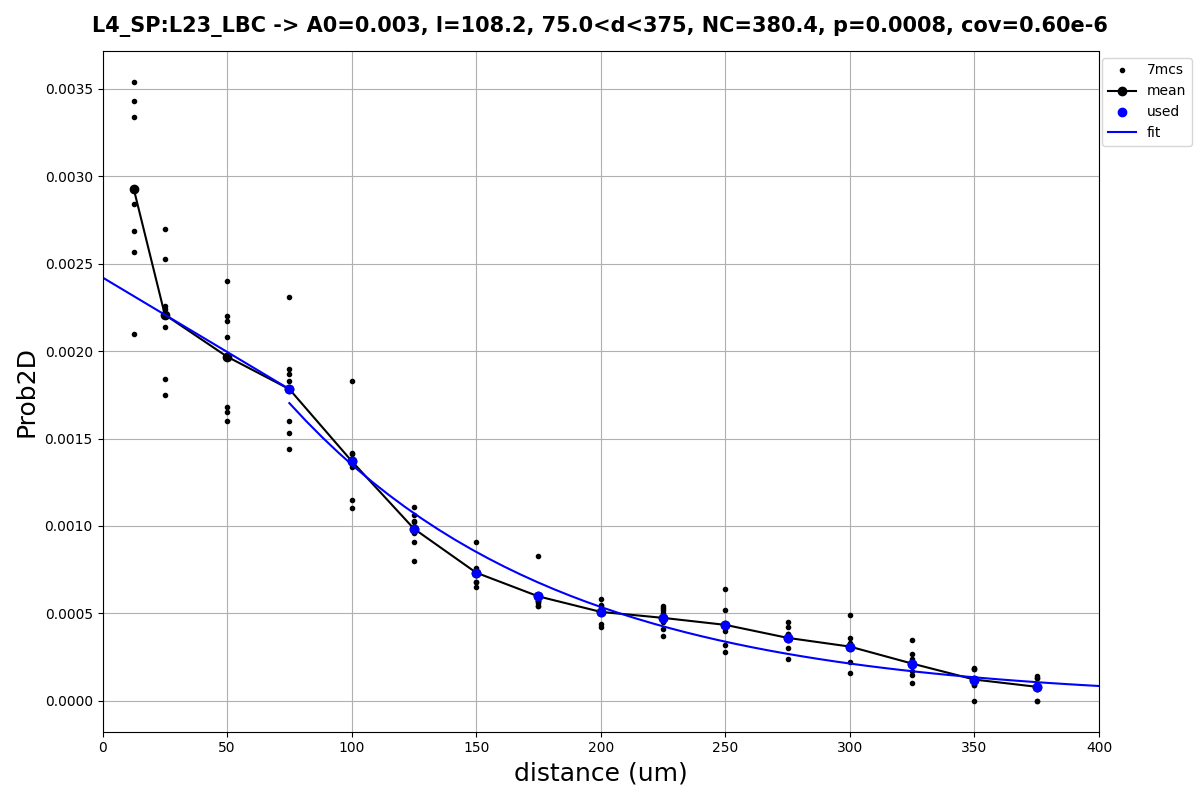 L4_SP:L23_LBC -> A0=0.003, l=108.2, 75.0<d<375, NC=380.4, p=0.0008, cov=0.60e-6
7mcs
mean
used
fit
0.0035
0.0030
0.0025
0.0020
0.0015
0.0010
0.0005
0.0000
Prob2D
0 50 100 150 200 250 300 350 400
distance (um)